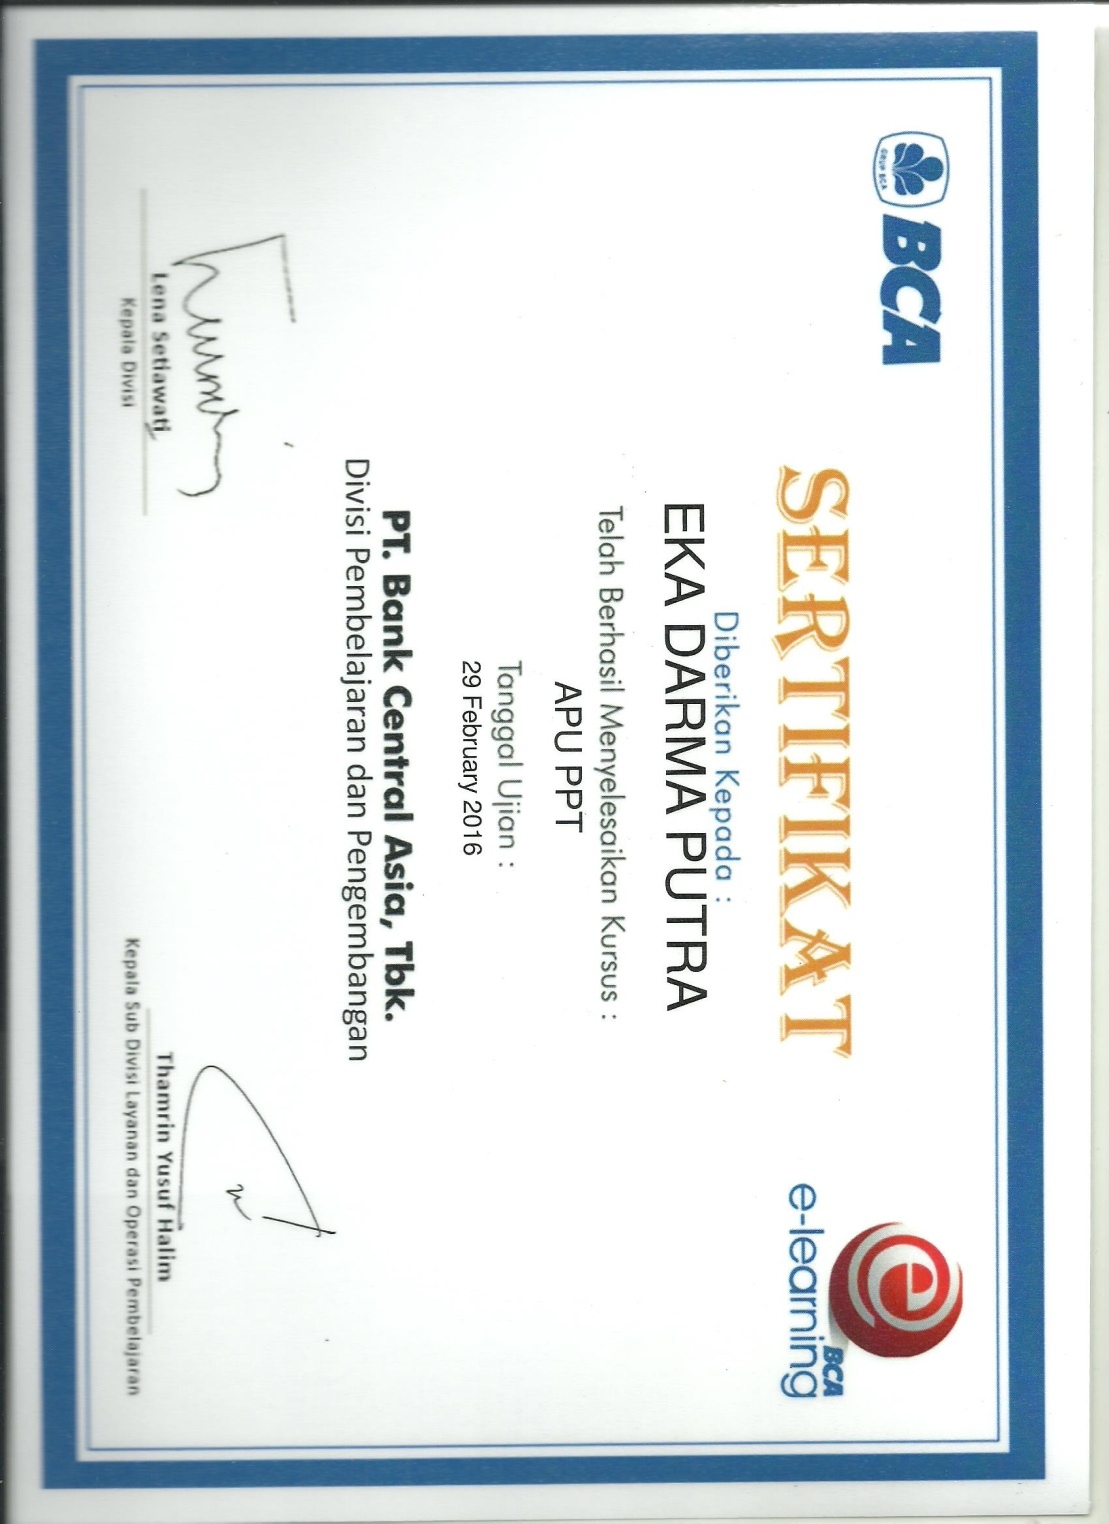 GRUP BCA
BCA
BCA
e-learning
SERTIFIKAT
Diberikan Kepada :
EKA DARMA PUTRA
Telah Berhasil Menyelesaikan Kursus :
APU PPT
Tanggal Ujian :
29 February 2016
PT. Bank Central Asia, Tbk.
Divisi Pembelajaran dan Pengembangan
Lena Setiawati
Kepala Divisi
Thamrin Yusuf Halim
Kepala Sub Divisi Layanan dan Operasi Pembelajaran